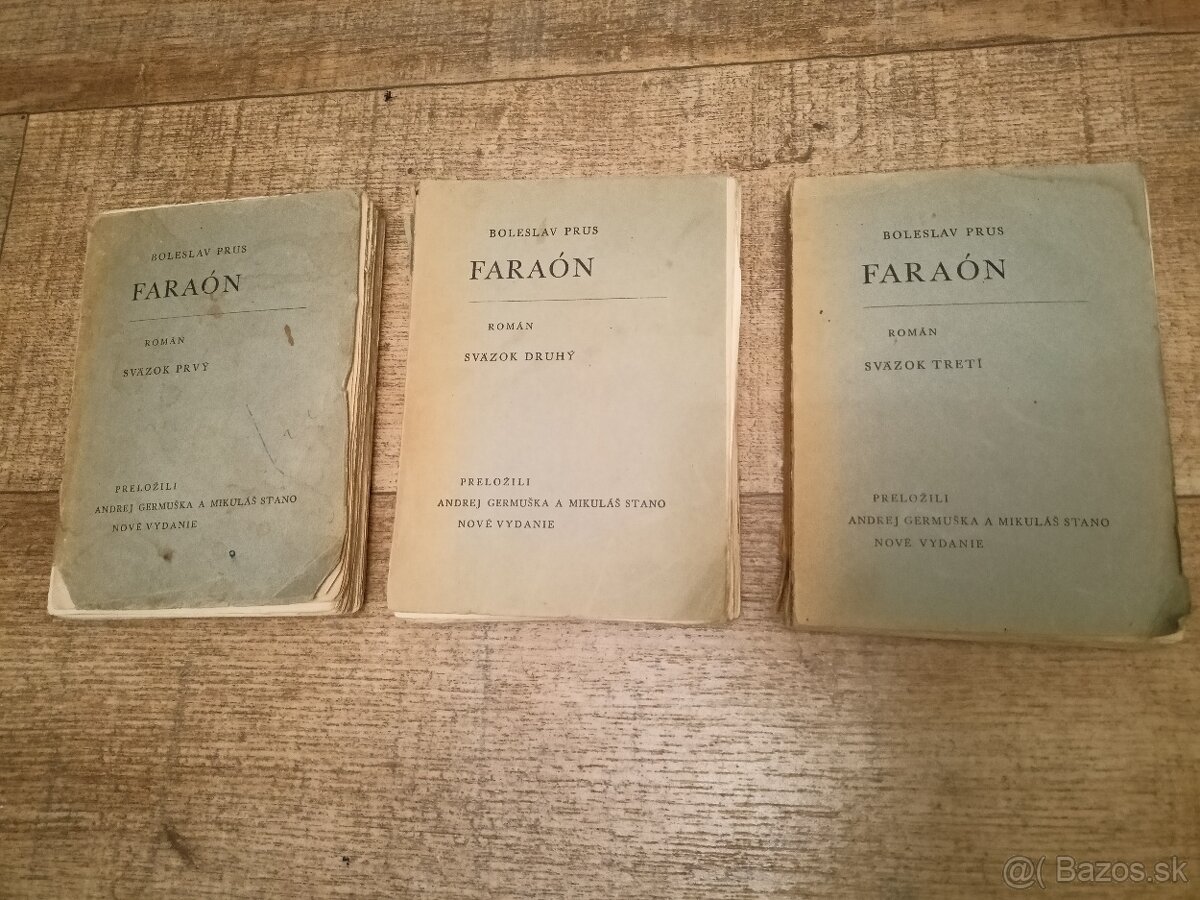 BOLESLAV PRUS
FARAÓN
ROMÁN
SVÄZOK PRVÝ
PRELOŽILI
ANDREJ GERMUŠKA A MIKULÁŠ STANO
NOVÉ VYDANIE
BOLESLAV PRUS
FARAÓN
ROMÁN
SVÄZOK DRUHÝ
PRELOŽILI
ANDREJ GERMUŠKA A MIKULÁŠ STANO
NOVÉ VYDANIE
BOLESLAV PRUS
FARAÓN
ROMÁN
SVÄZOK TRETÍ
PRELOŽILI
ANDREJ GERMUŠKA A MIKULÁŠ STANO
NOVÉ VYDANIE
@( Bazos.sk